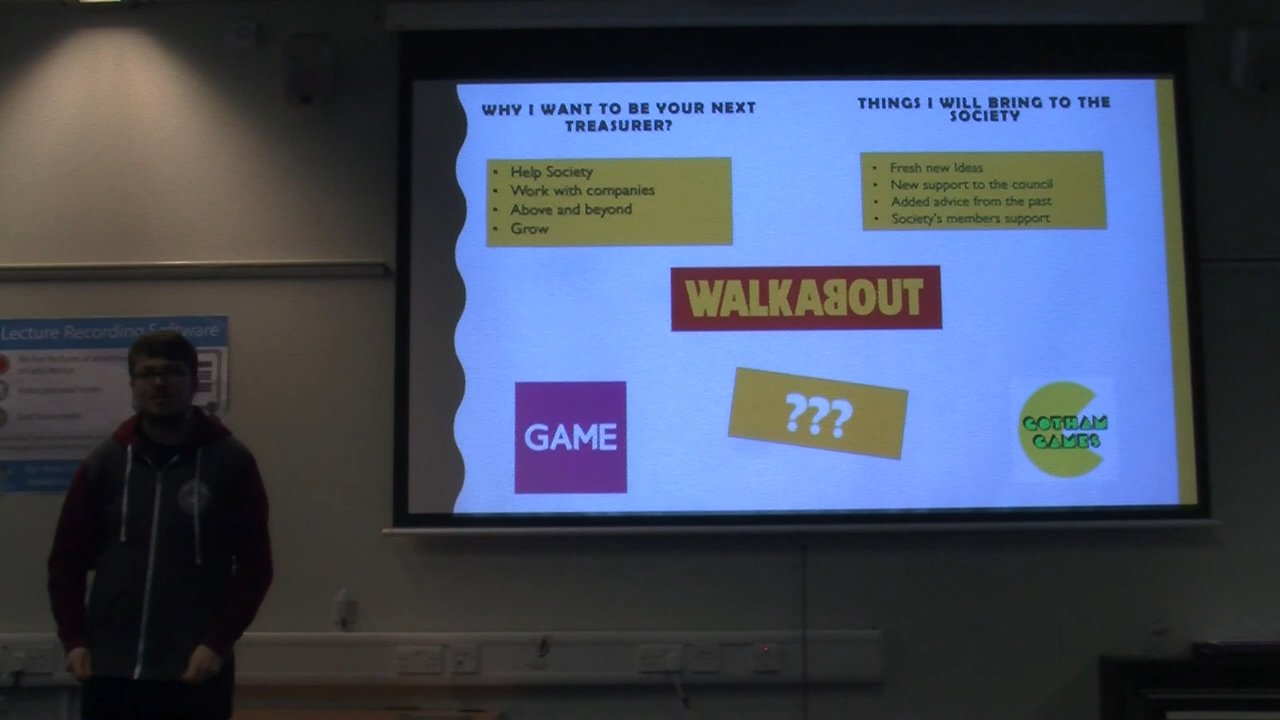 WHY I WANT TO BE YOUR NEXT
TREASURER?
• Help Society
• Work with companies
• Above and beyond
• Grow
THINGS I WILL BRING TO THE
SOCIETY
• Fresh new Ideas
• New support to the council
• Added advice from the past
• Society's members support
WALKABOUT
GAME
???
GOTHAM
GAMES
Lecture Recording Software